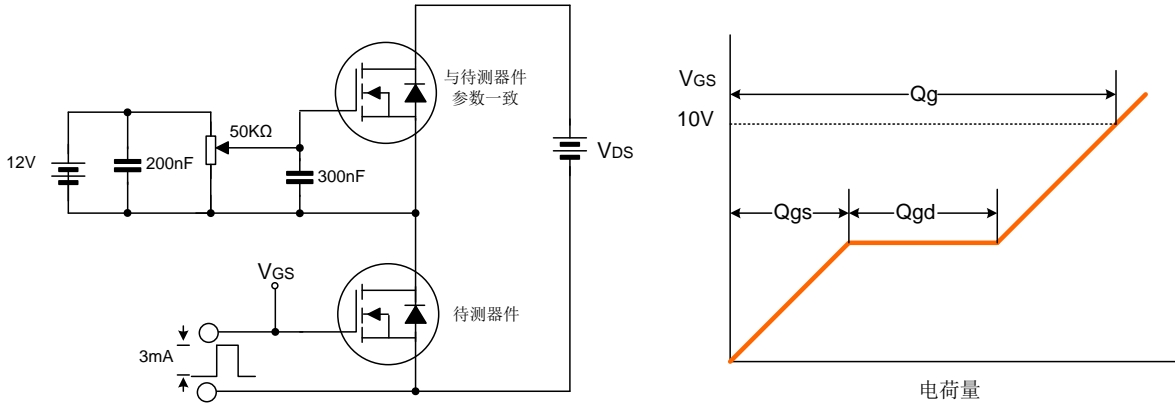 12V
200nF
50KΩ
300nF
与待测器件
参数一致
VDS
VGS
3mA
待测器件
VGS
10V
Qg
Qgs
Qgd
电荷量